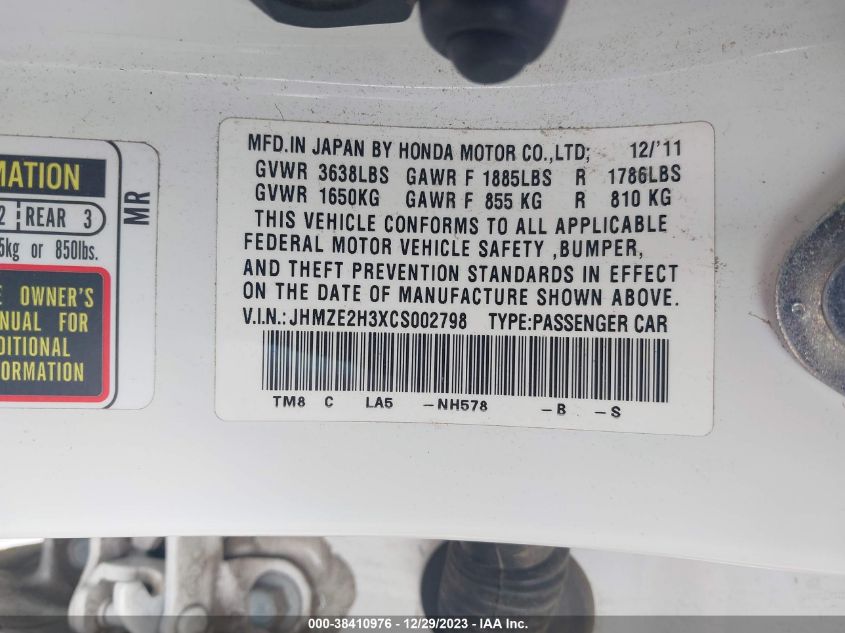 MATION
2 REAR 3
5kg or 850lbs.
E OWNER'S
NUAL FOR
DITIONAL
FORMATION
MR
MFD.IN JAPAN BY HONDA MOTOR CO.,LTD; 12/'11
GVWR 3638LBS GAWR F 1885LBS R 1786LBS
GVWR 1650KG GAWR F 855 KG R 810 KG
THIS VEHICLE CONFORMS TO ALL APPLICABLE
FEDERAL MOTOR VEHICLE SAFETY ,BUMPER,
AND THEFT PREVENTION STANDARDS IN EFFECT
ON THE DATE OF MANUFACTURE SHOWN ABOVE.
V.I.N.:JHMZE2H3XCS002798 TYPE:PASSENGER CAR
TM8 C LA5 -NH578 -B -S
000-38410976 - 12/29/2023 - IAA Inc.